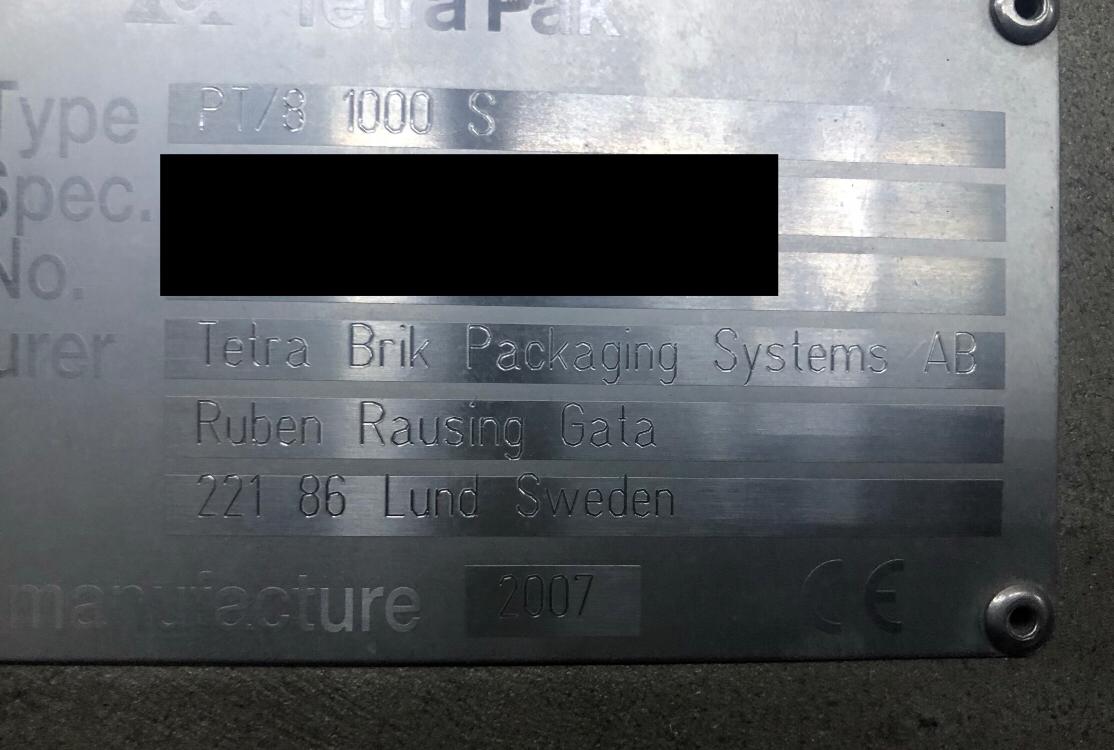 Tetra Pak
Type PT/8 1000 S
Spec.
No.
urer Tetra Brik Packaging Systems AB
Ruben Rausing Gata
221 86 Lund Sweden
manufacture 2007 CE